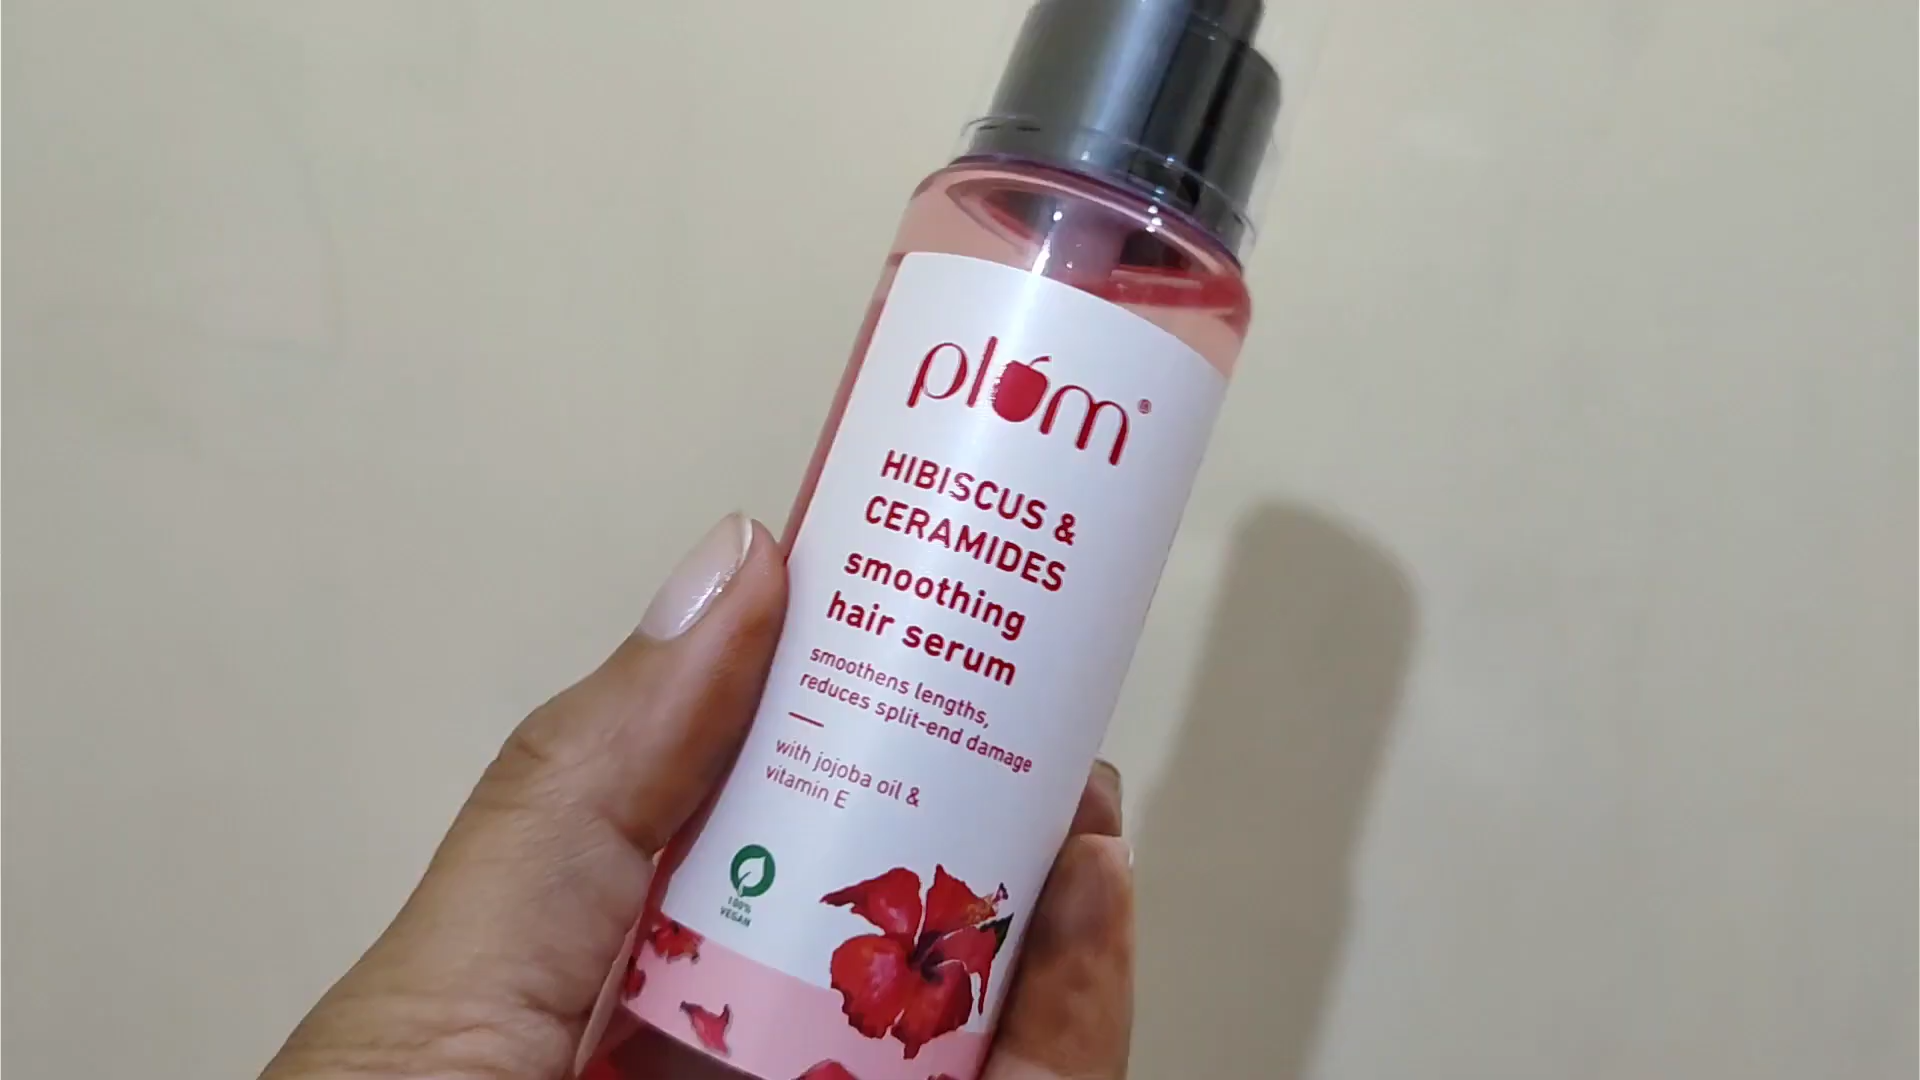 plum®
HIBISCUS &
CERAMIDES
smoothing
hair serum
smoothens lengths,
reduces split-end damage
with jojoba oil &
vitamin E
100%
VEGAN